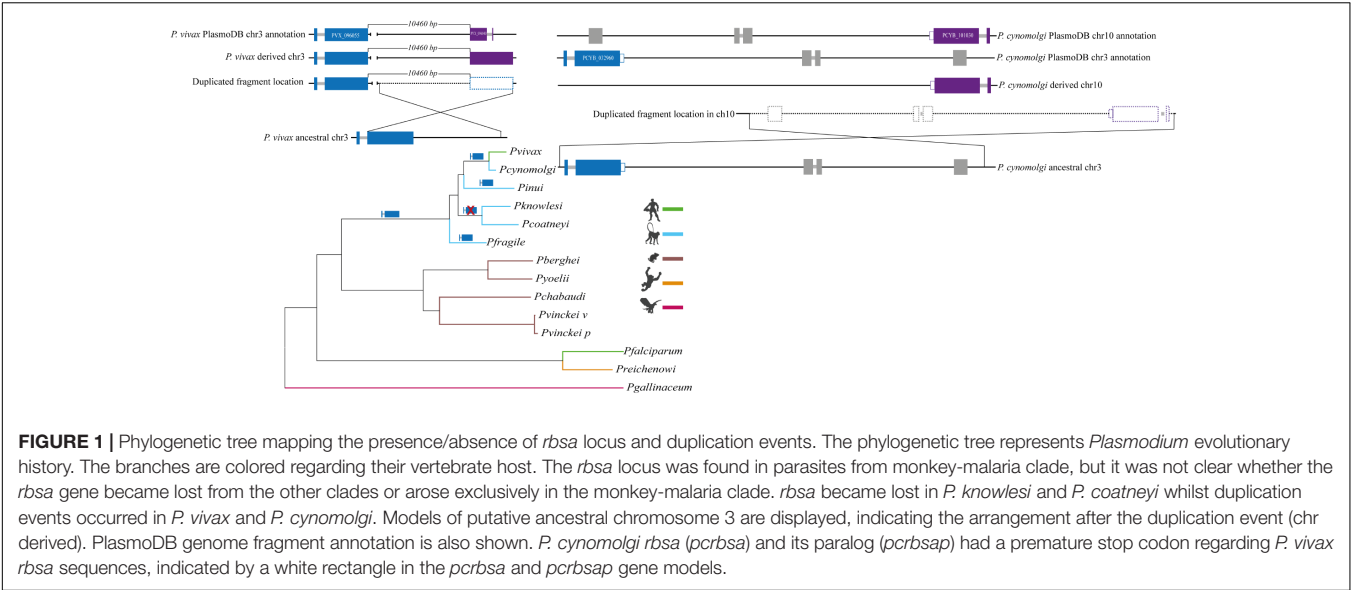 10460 bp
P. vivax PlasmoDB chr3 annotation
PVX_096055
P. cynomolgi PlasmoDB chr10 annotation
PCYB_101030
10460 bp
P. vivax derived chr3
PCYB_032960
P. cynomolgi PlasmoDB chr3 annotation
10460 bp
Duplicated fragment location
P. cynomolgi derived chr10
Duplicated fragment location in ch10
P. vivax ancestral chr3
P. cynomolgi ancestral chr3
Pvivax
Pcynomolgi
Pinui
Pknowlesi
Pcoatneyi
Pfragile
Pberghei
Pyoelii
Pchabaudi
Pvinckei v
Pvinckei p
Pfalciparum
Preichenowi
Pgallinaceum
FIGURE 1 | Phylogenetic tree mapping the presence/absence of rbsa locus and duplication events. The phylogenetic tree represents Plasmodium evolutionary
history. The branches are colored regarding their vertebrate host. The rbsa locus was found in parasites from monkey-malaria clade, but it was not clear whether the
rbsa gene became lost from the other clades or arose exclusively in the monkey-malaria clade. rbsa became lost in P. knowlesi and P. coatneyi whilst duplication
events occurred in P. vivax and P. cynomolgi. Models of putative ancestral chromosome 3 are displayed, indicating the arrangement after the duplication event (chr
derived). PlasmoDB genome fragment annotation is also shown. P. cynomolgi rbsa (pcrbsa) and its paralog (pcrbsap) had a premature stop codon regarding P. vivax
rbsa sequences, indicated by a white rectangle in the pcrbsa and pcrbsap gene models.